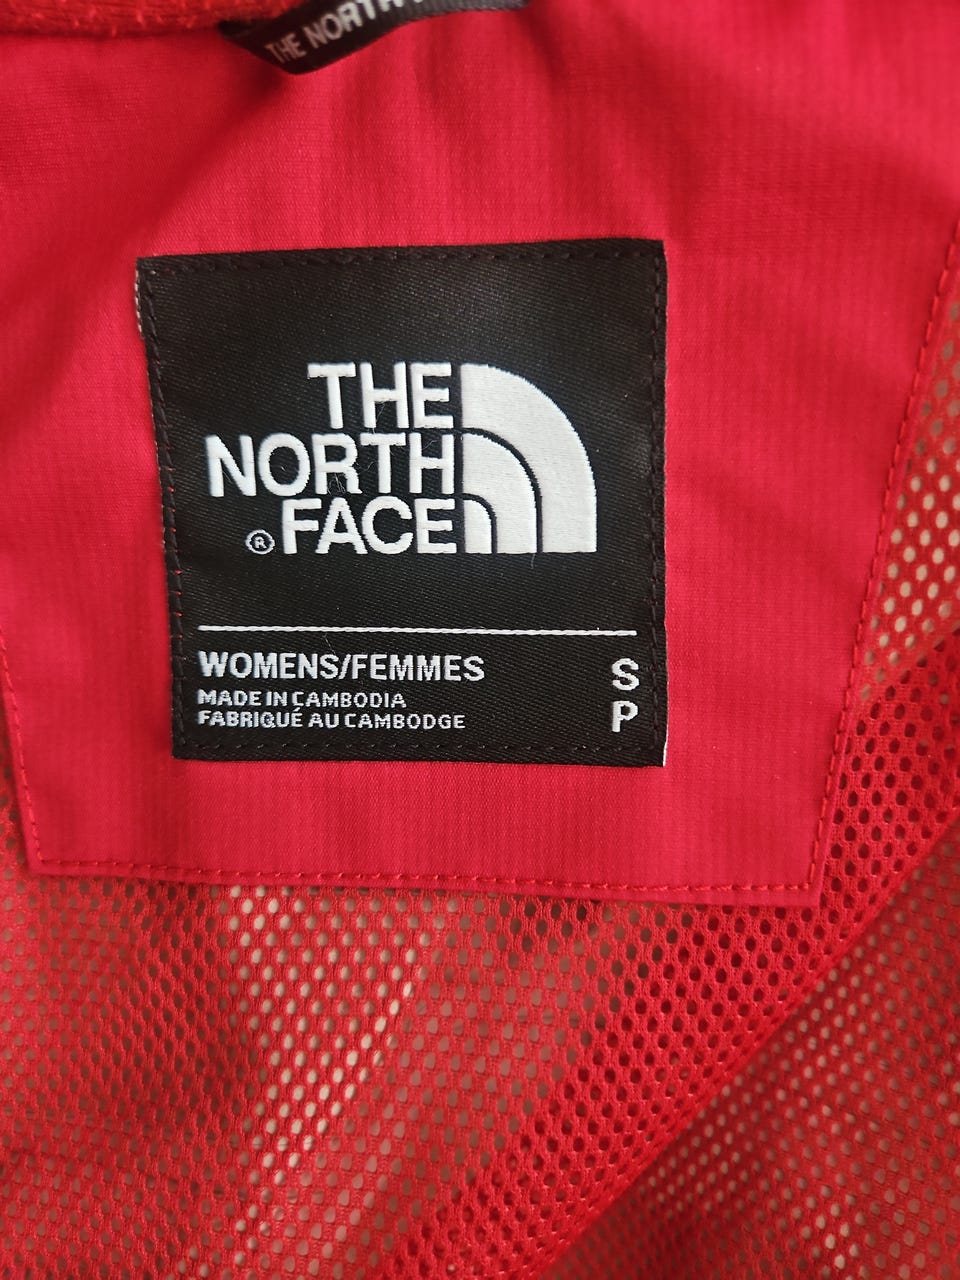 THE NORTH
THE
NORTH
® FACE
WOMENS/FEMMES S
MADE IN CAMBODIA
FABRIQUÉ AU CAMBODGE P